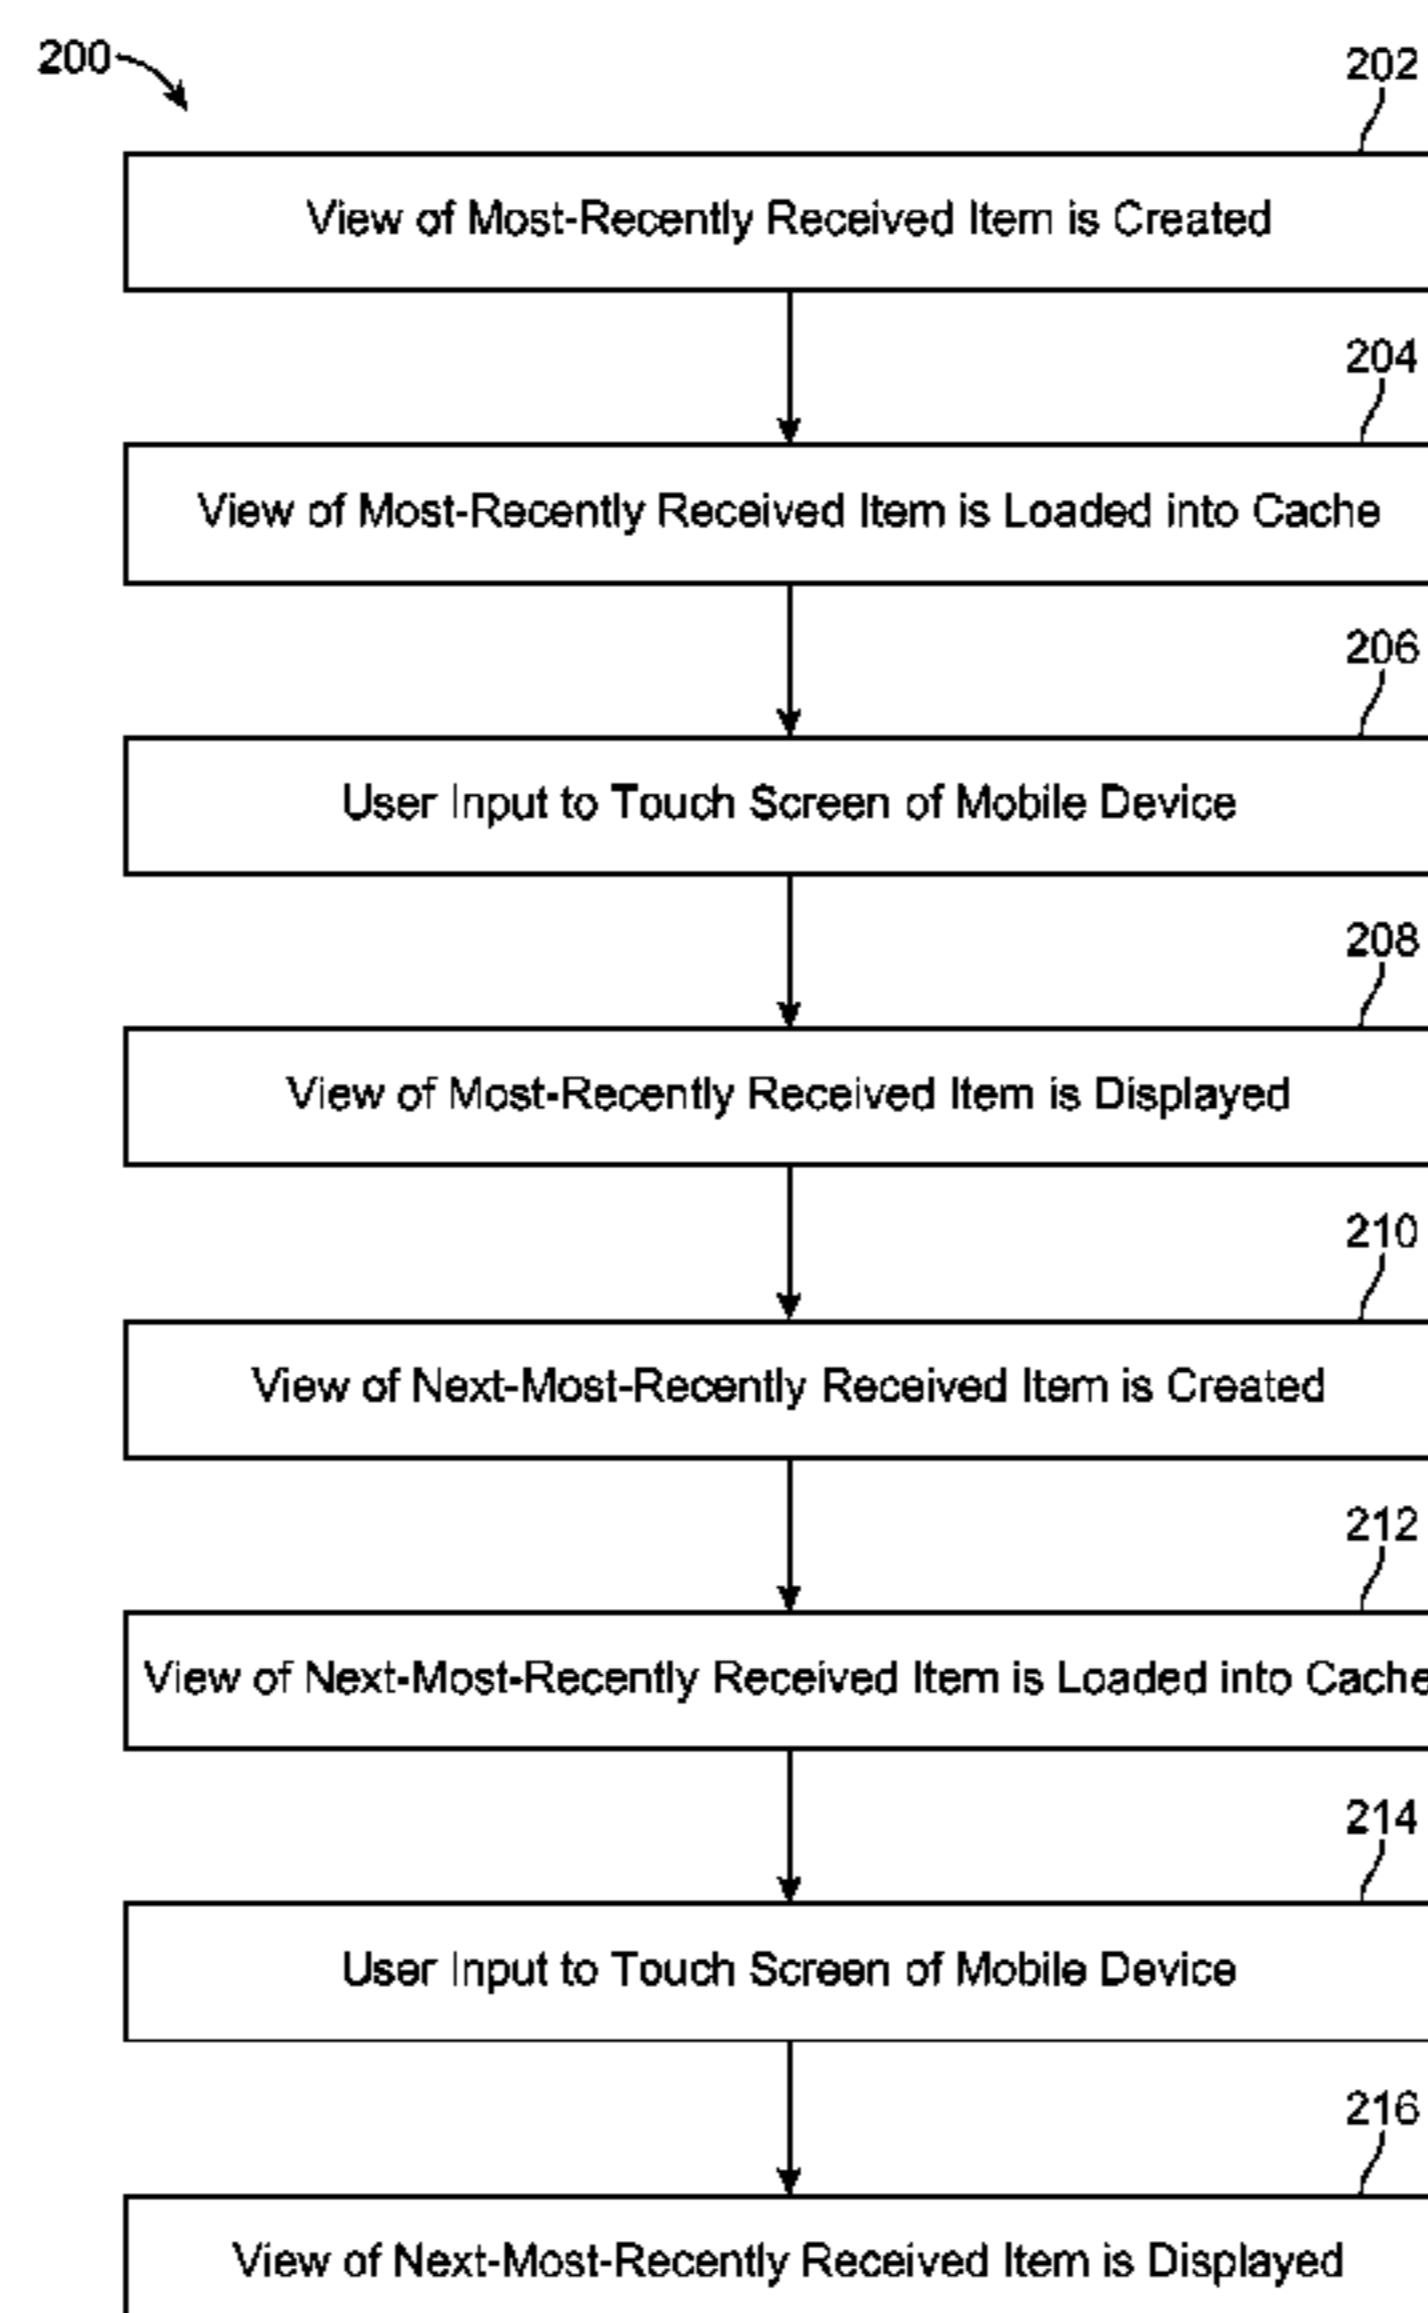 200
202
View of Most-Recently Received Item is Created
204
View of Most-Recently Received Item is Loaded into Cache
206
User Input to Touch Screen of Mobile Device
208
View of Most-Recently Received Item is Displayed
210
View of Next-Most-Recently Received Item is Created
212
View of Next-Most-Recently Received Item is Loaded into Cache
214
User Input to Touch Screen of Mobile Device
216
View of Next-Most-Recently Received Item is Displayed